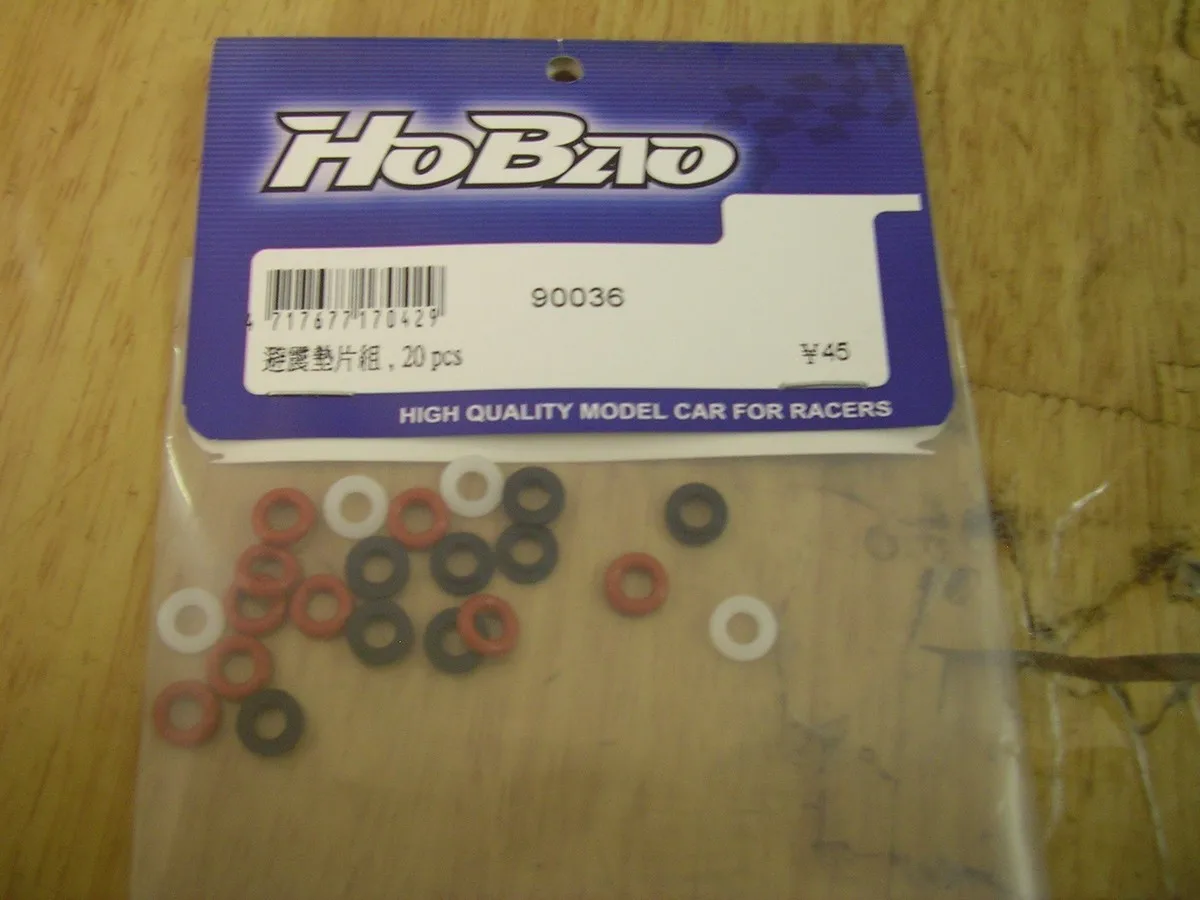 HOBAO
90036
4 717677 170429
避震墊片組 , 20 pcs
¥45
HIGH QUALITY MODEL CAR FOR RACERS